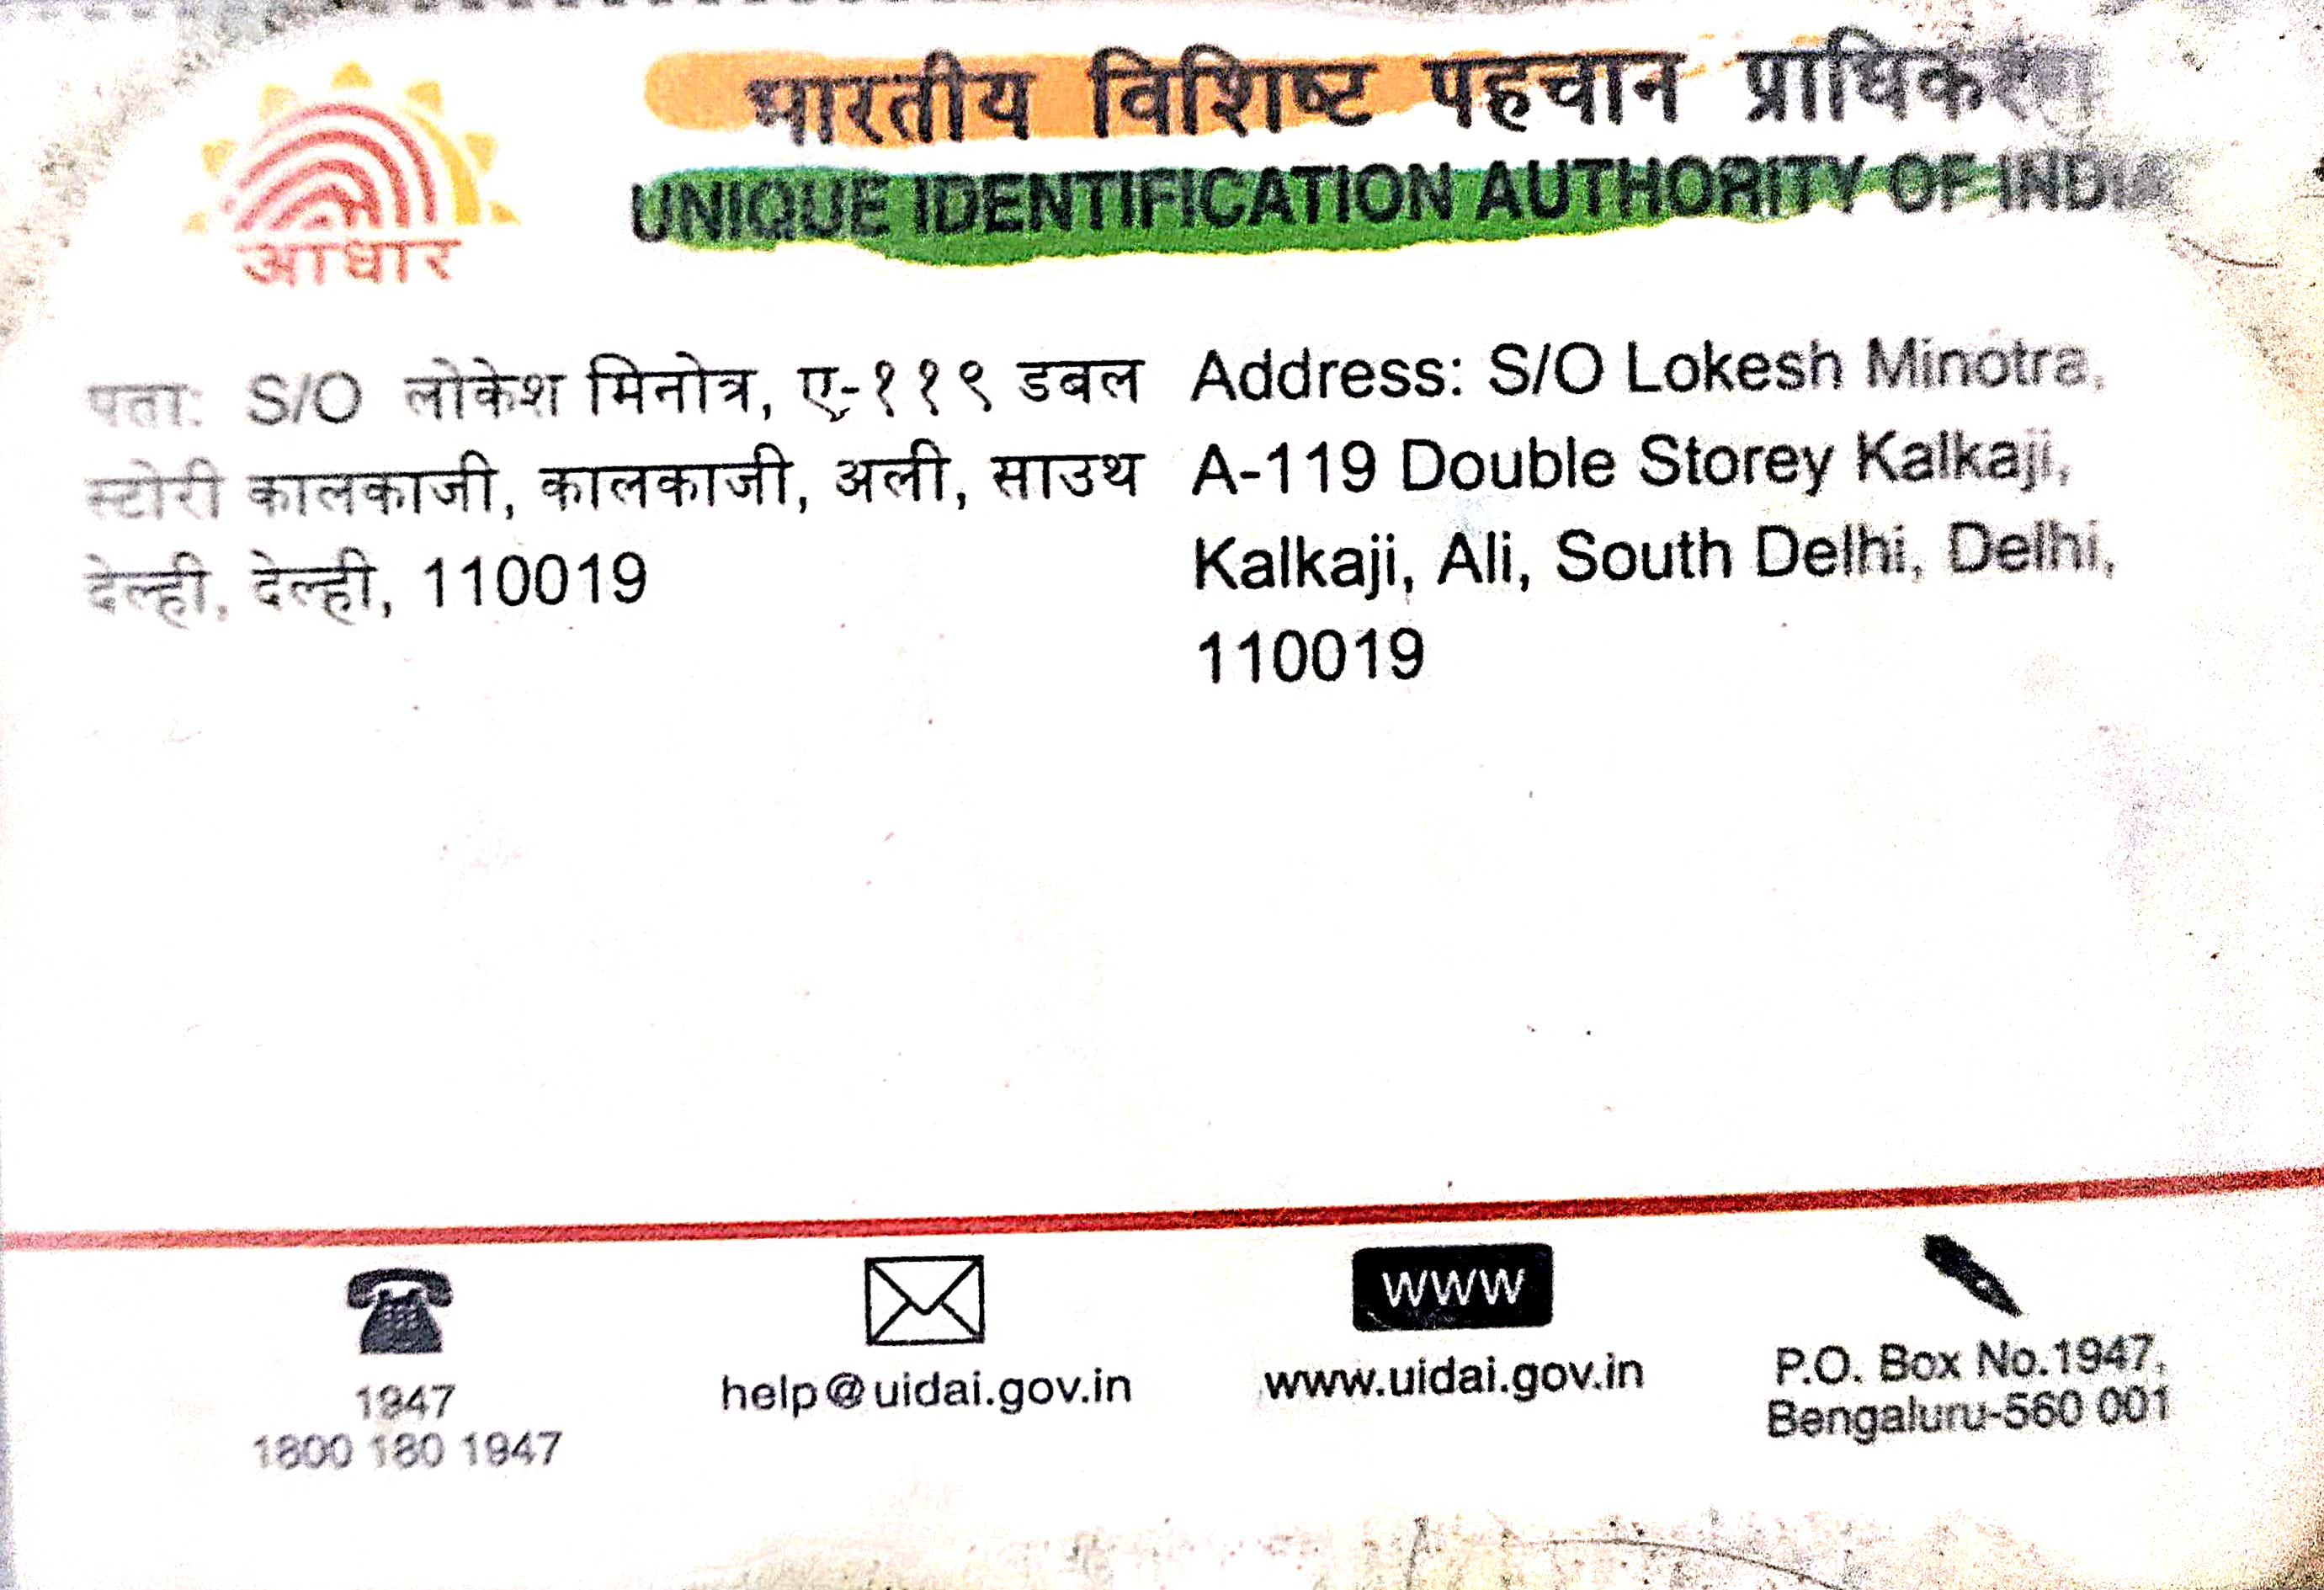 भारतीय विशिष्ट पहचान प्राधिकरण
UNIQUE IDENTIFICATION AUTHORITY OF INDIA
आधार
पता: S/O लोकेश मिनोत्र, ए-११९ डबल
स्टोरी कालकाजी, कालकाजी, अली, साउथ
देल्ही, देल्ही, 110019
Address: S/O Lokesh Minotra,
A-119 Double Storey Kalkaji,
Kalkaji, Ali, South Delhi, Delhi,
110019
1947
1800 180 1947
help@uidai.gov.in
www
www.uidai.gov.in
P.O. Box No.1947,
Bengaluru-560 001